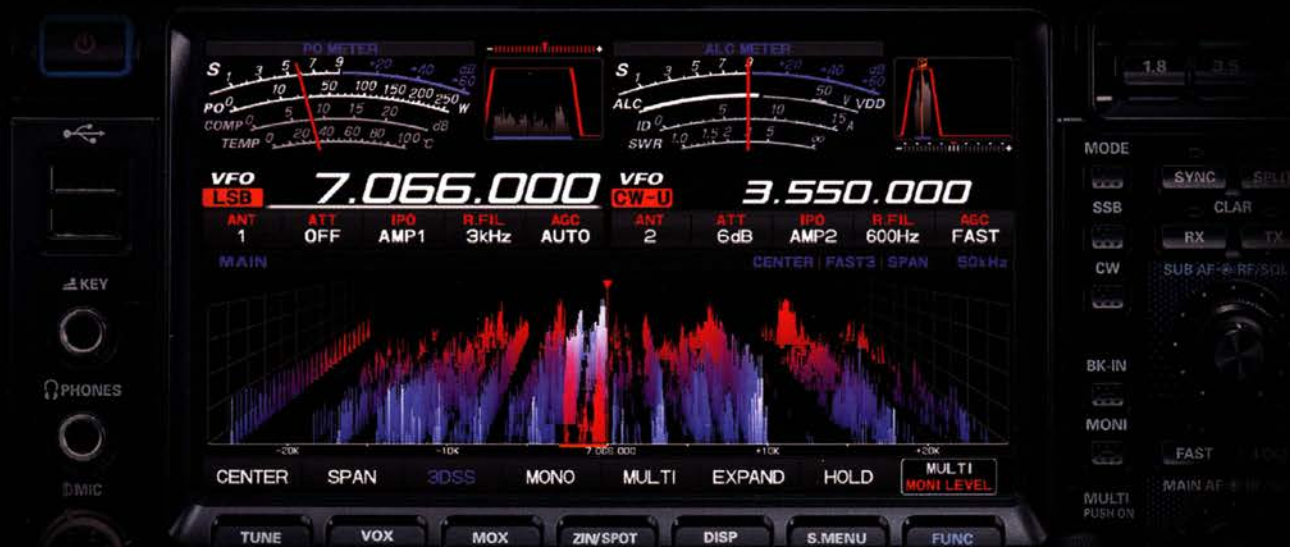 PO METER
ALC METER
S 1 3 5 7 9 +20 +40 +60 dB
PO 0 10 50 100 150 200 250 W
COMP 0 5 10 15 20 dB
TEMP 0 20 40 60 80 100 °C
S 1 3 5 7 9 +20 +40 +60 dB
ALC 50 V VDD
ID 0 5 10 15 A
SWR 1.0 1.5 2 3 5 ∞
1.8 3.5
VFO LSB 7.066.000
VFO CW-U 3.550.000
ANT ATT IPO R.FIL AGC
1 OFF AMP1 3kHz AUTO
ANT ATT IPO R.FIL AGC
2 6dB AMP2 600Hz FAST
MAIN
CENTER | FAST3 | SPAN 50kHz
-20K -10K +10K +20K
CENTER SPAN 3DSS MONO MULTI EXPAND HOLD MULTI
MONI LEVEL
TUNE VOX MOX ZIN/SPOT DISP S.MENU FUNC
KEY
PHONES
MIC
MODE
SSB
CW
BK-IN
MONI
MULTI
PUSH ON
SYNC SPLIT
CLAR
RX TX
SUB AF
FAST
MAIN AF